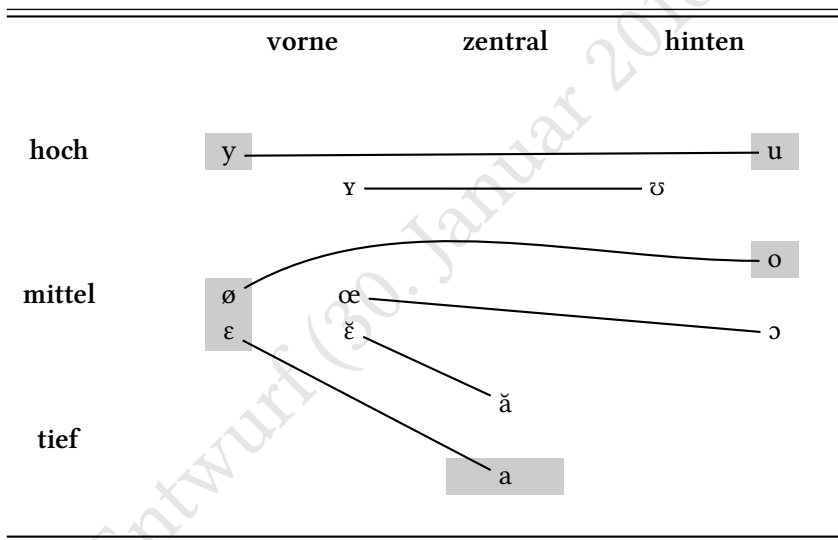 vorne zentral hinten
hoch y u
ʏ ʊ
o
mittel ø œ
ɛ ɛ̆ ɔ
ă
tief
a
Entwurf (30. Januar 201